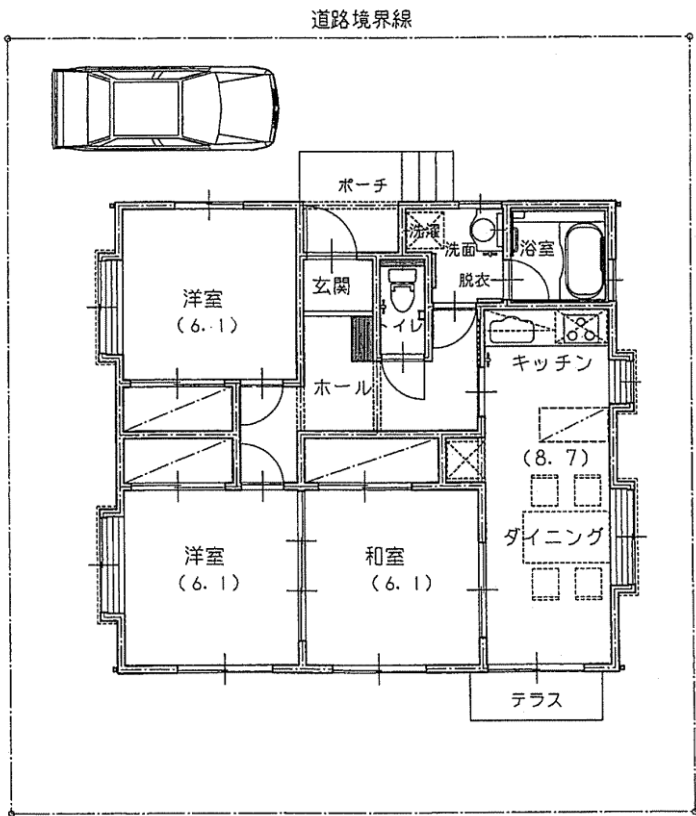 道路境界線
ポーチ
洗濯
洗面
浴室
脱衣
玄関
トイレ
洋室
(6.1)
ホール
キッチン
(8.7)
ダイニング
洋室
(6.1)
和室
(6.1)
テラス